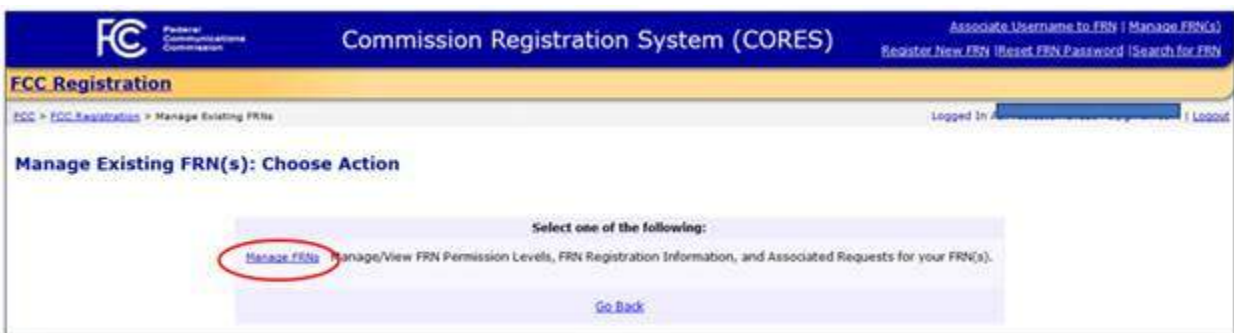 FCC Federal Communications Commission
Commission Registration System (CORES)
Associate Username to FRN | Manage FRN(s)
Register New FRN |Reset FRN Password |Search for FRN
FCC Registration
FCC > FCC Registration > Manage Existing FRNs
Logged In | Logout
Manage Existing FRN(s): Choose Action
Select one of the following:
Manage FRNs Manage/View FRN Permission Levels, FRN Registration Information, and Associated Requests for your FRN(s).
Go Back